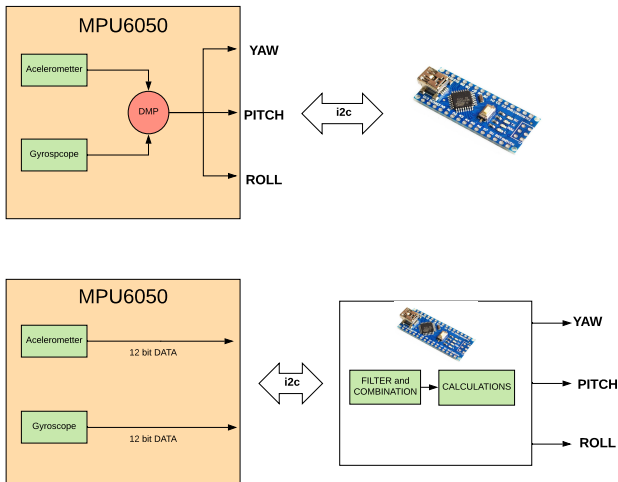 MPU6050
Acelerometter
DMP
Gyrospcope
YAW
PITCH
ROLL
i2c
MPU6050
Acelerometter
12 bit DATA
Gyroscope
12 bit DATA
i2c
FILTER and
COMBINATION
CALCULATIONS
YAW
PITCH
ROLL